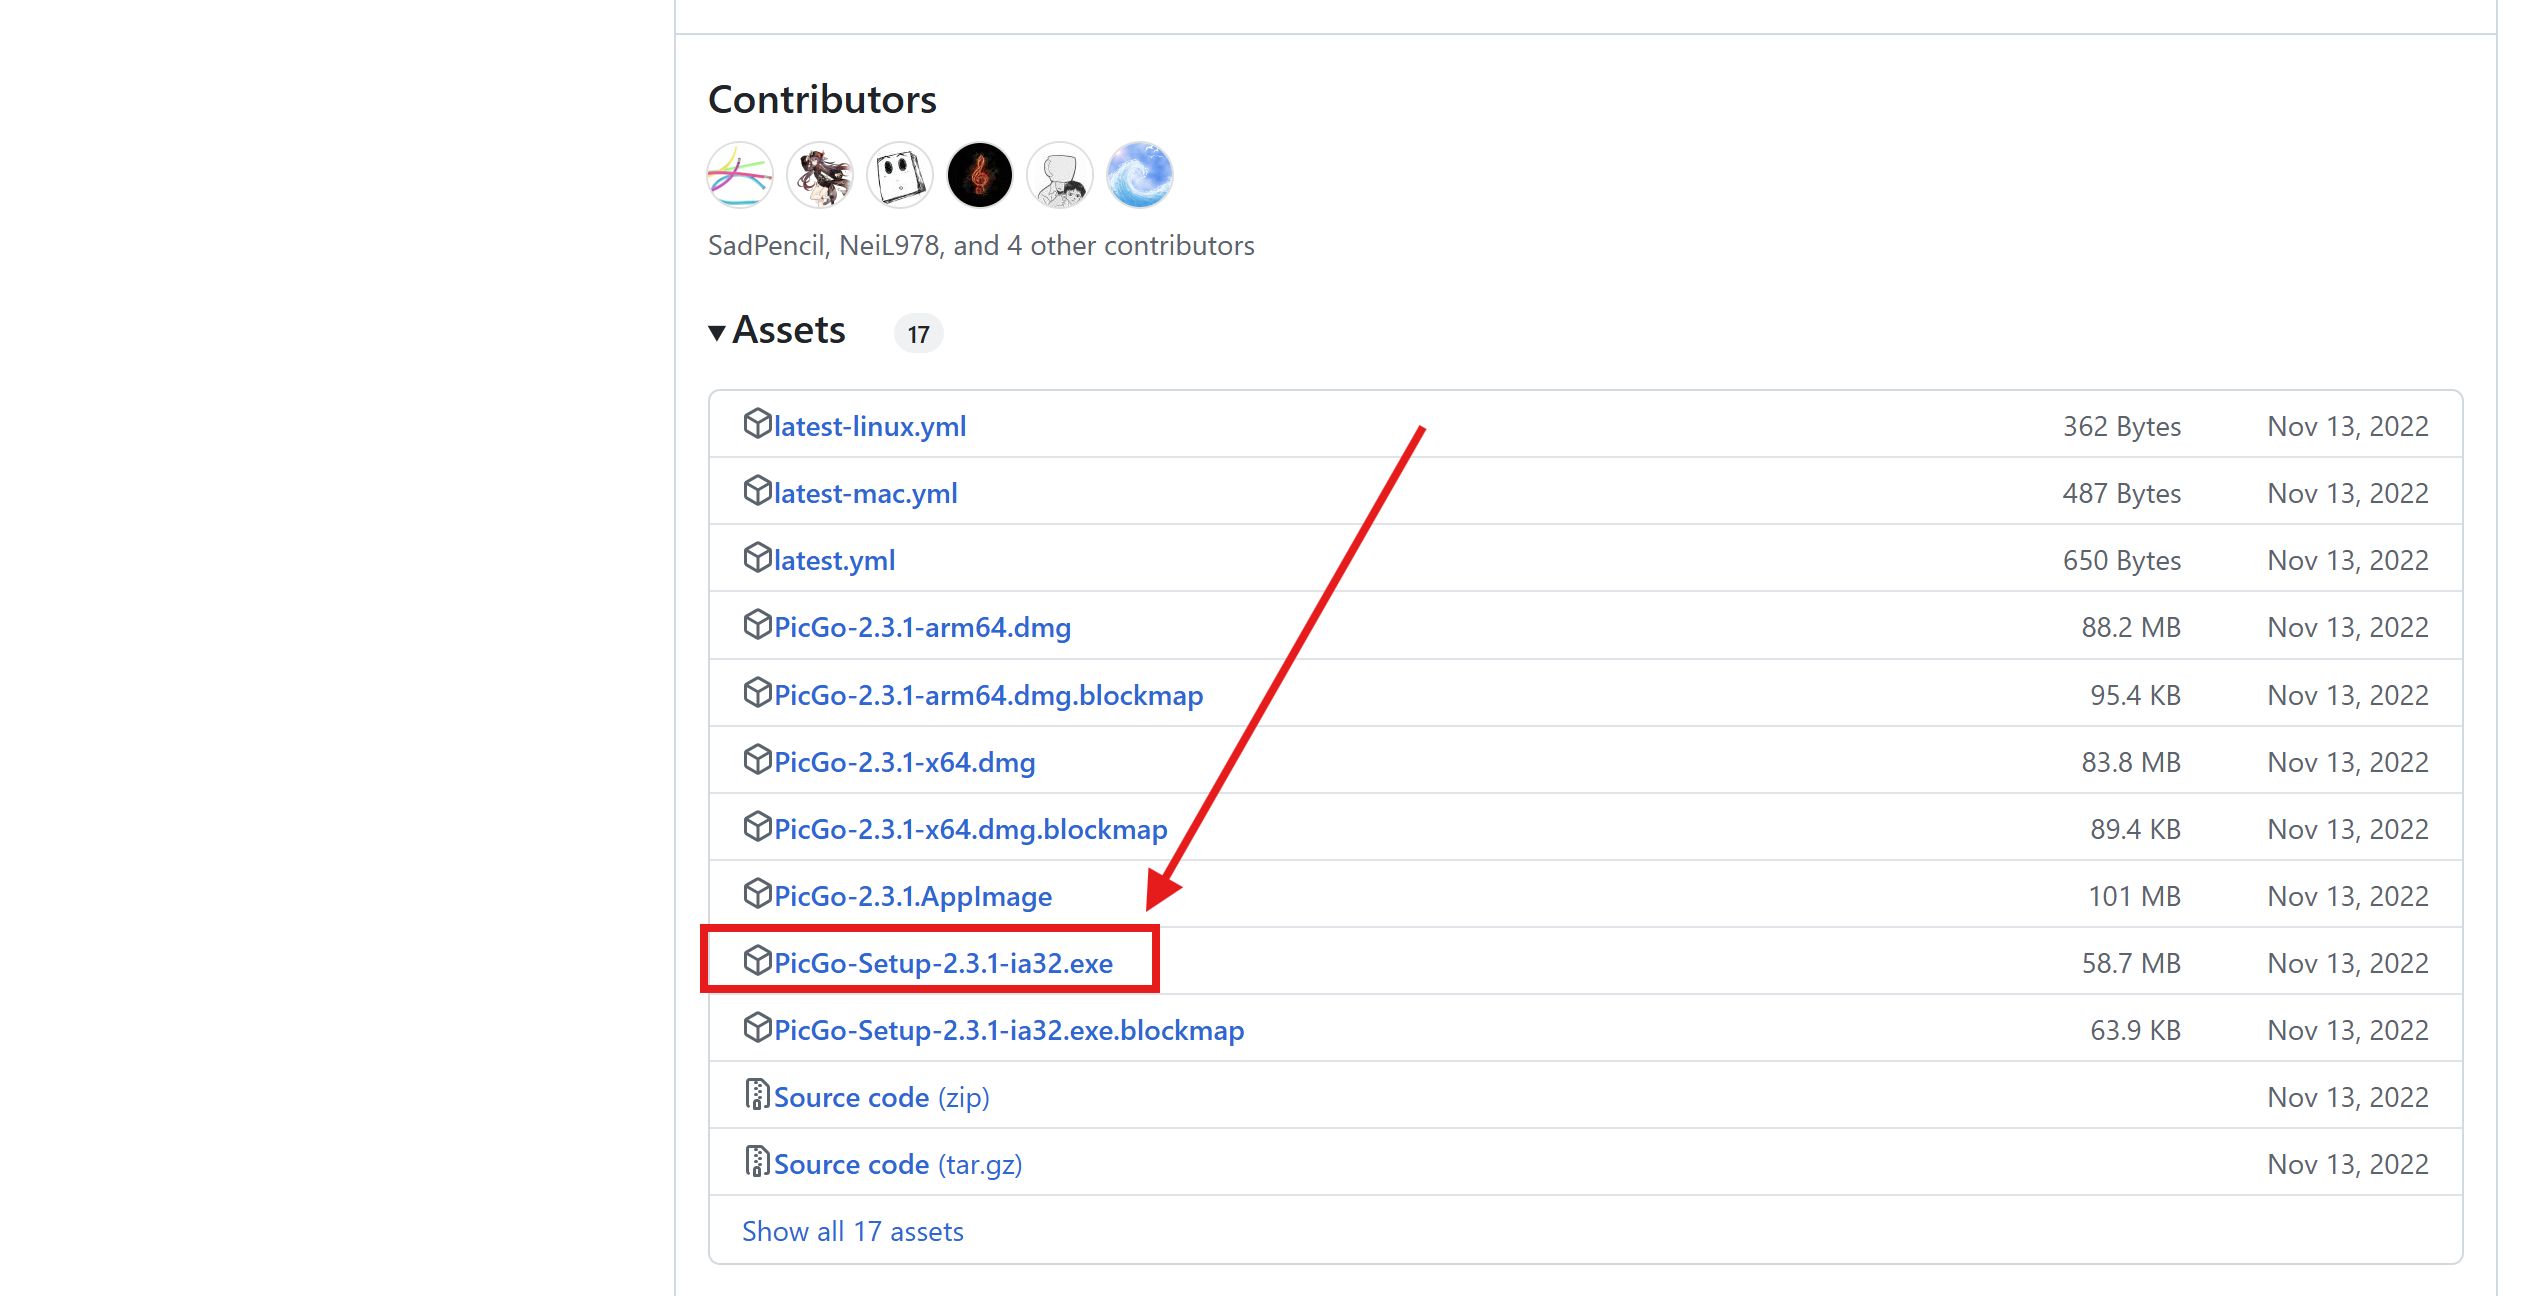 Contributors
SadPencil, NeiL978, and 4 other contributors
Assets 17
latest-linux.yml 362 Bytes Nov 13, 2022
latest-mac.yml 487 Bytes Nov 13, 2022
latest.yml 650 Bytes Nov 13, 2022
PicGo-2.3.1-arm64.dmg 88.2 MB Nov 13, 2022
PicGo-2.3.1-arm64.dmg.blockmap 95.4 KB Nov 13, 2022
PicGo-2.3.1-x64.dmg 83.8 MB Nov 13, 2022
PicGo-2.3.1-x64.dmg.blockmap 89.4 KB Nov 13, 2022
PicGo-2.3.1.AppImage 101 MB Nov 13, 2022
PicGo-Setup-2.3.1-ia32.exe 58.7 MB Nov 13, 2022
PicGo-Setup-2.3.1-ia32.exe.blockmap 63.9 KB Nov 13, 2022
Source code (zip) Nov 13, 2022
Source code (tar.gz) Nov 13, 2022
Show all 17 assets